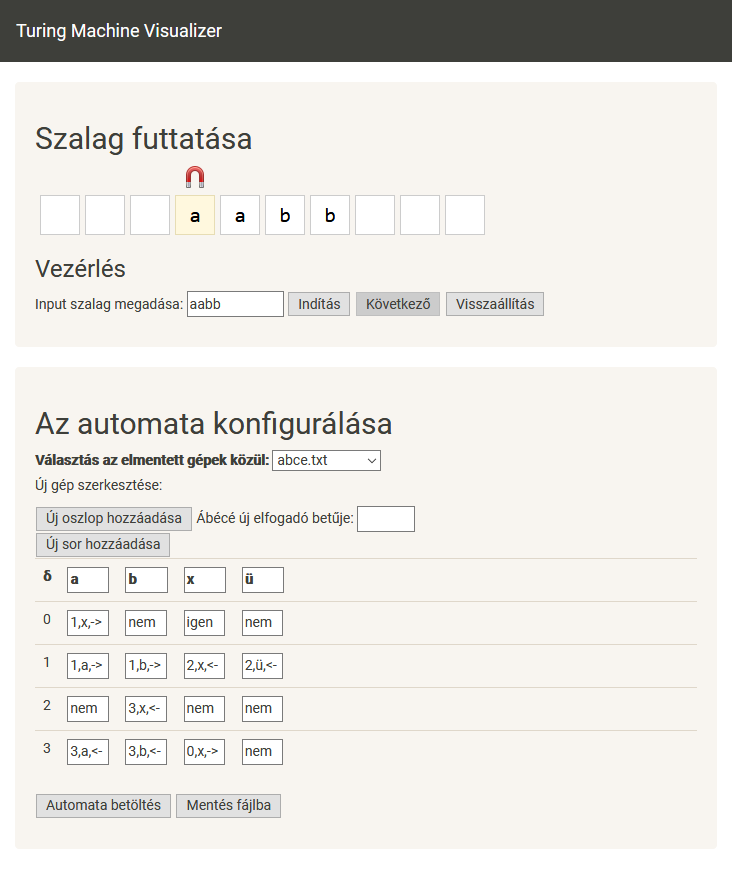 Turing Machine Visualizer
Szalag futtatása
a a b b
Vezérlés
Input szalag megadása: aabb Indítás Következő Visszaállítás
Az automata konfigurálása
Választás az elmentett gépek közül: abce.txt
Új gép szerkesztése:
Új oszlop hozzáadása Ábécé új elfogadó betűje:
Új sor hozzáadása
δ a b x ü
0 1,x,-> nem igen nem
1 1,a,-> 1,b,-> 2,x,<- 2,ü,<-
2 nem 3,x,<- nem nem
3 3,a,<- 3,b,<- 0,x,-> nem
Automata betöltés Mentés fájlba